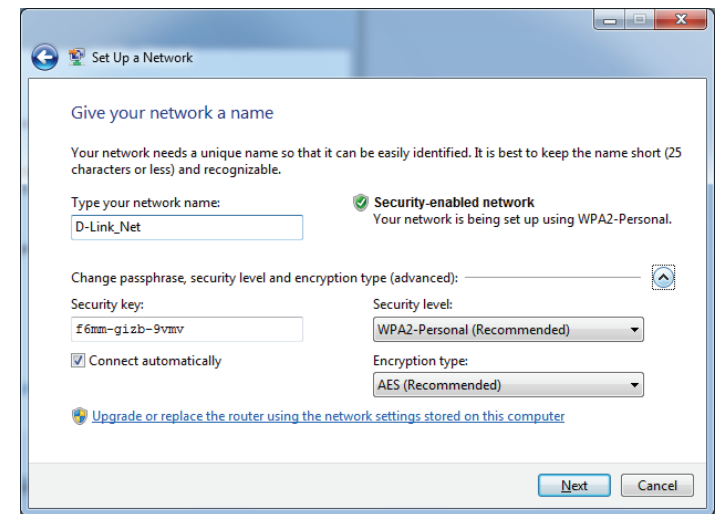 Set Up a Network
Give your network a name
Your network needs a unique name so that it can be easily identified. It is best to keep the name short (25
characters or less) and recognizable.
Type your network name:
D-Link_Net
Security-enabled network
Your network is being set up using WPA2-Personal.
Change passphrase, security level and encryption type (advanced):
Security key:
f6mm-gizb-9vmv
Security level:
WPA2-Personal (Recommended)
Connect automatically
Encryption type:
AES (Recommended)
Upgrade or replace the router using the network settings stored on this computer
Next
Cancel